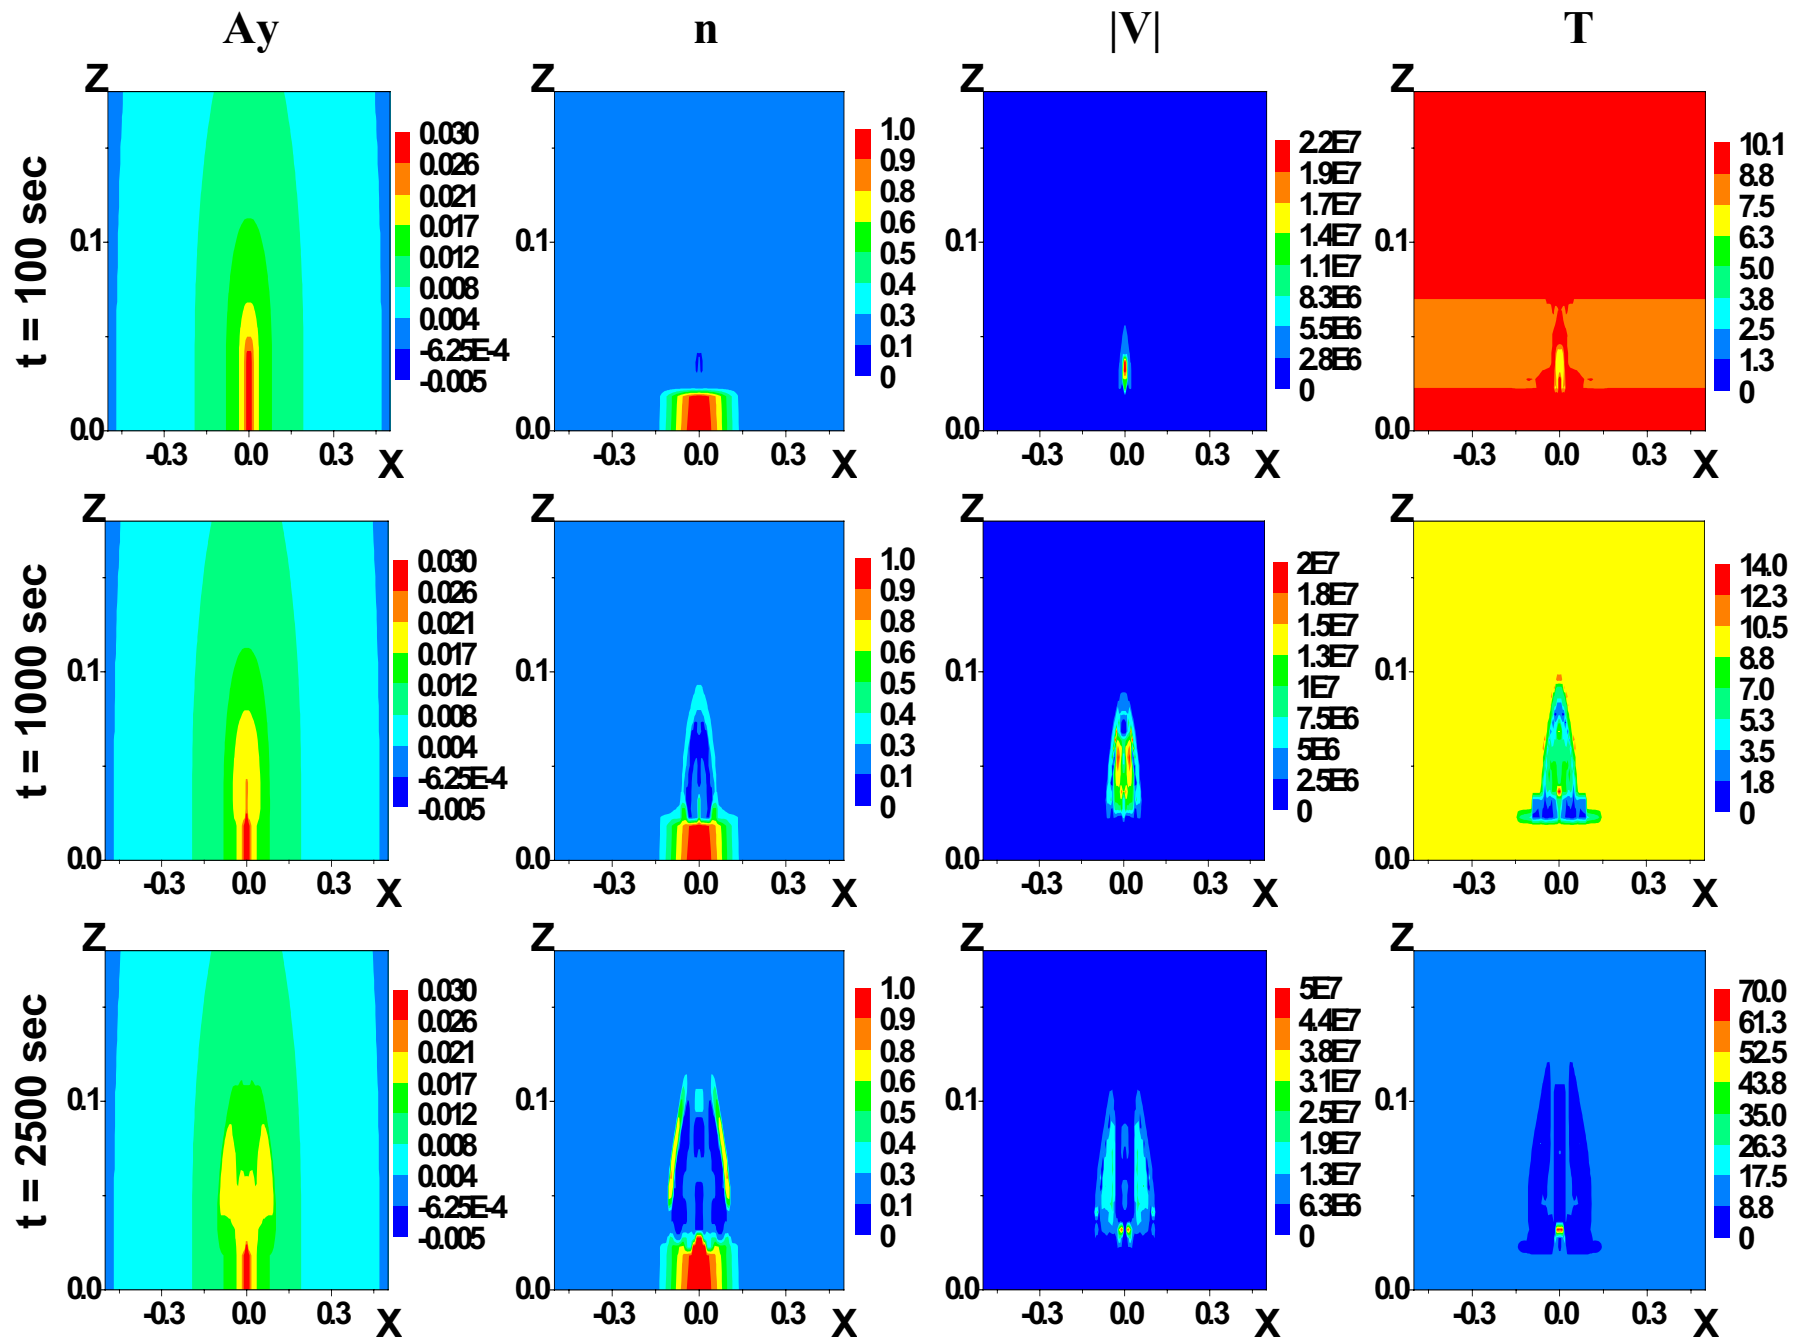 Ay n |V| T
t = 100 sec
Z Z Z Z
0.1 0.1 0.1 0.1
0.0 0.0 0.0 0.0
-0.3 0.0 0.3 X -0.3 0.0 0.3 X -0.3 0.0 0.3 X -0.3 0.0 0.3 X
0.030
0.026
0.021
0.017
0.012
0.008
0.004
-6.25E-4
-0.005
1.0
0.9
0.8
0.6
0.5
0.4
0.3
0.1
0
2.2E7
1.9E7
1.7E7
1.4E7
1.1E7
8.3E6
5.5E6
2.8E6
0
10.1
8.8
7.5
6.3
5.0
3.8
2.5
1.3
0
t = 1000 sec
Z Z Z Z
0.1 0.1 0.1 0.1
0.0 0.0 0.0 0.0
-0.3 0.0 0.3 X -0.3 0.0 0.3 X -0.3 0.0 0.3 X -0.3 0.0 0.3 X
0.030
0.026
0.021
0.017
0.012
0.008
0.004
-6.25E-4
-0.005
1.0
0.9
0.8
0.6
0.5
0.4
0.3
0.1
0
2E7
1.8E7
1.5E7
1.3E7
1E7
7.5E6
5E6
2.5E6
0
14.0
12.3
10.5
8.8
7.0
5.3
3.5
1.8
0
t = 2500 sec
Z Z Z Z
0.1 0.1 0.1 0.1
0.0 0.0 0.0 0.0
-0.3 0.0 0.3 X -0.3 0.0 0.3 X -0.3 0.0 0.3 X -0.3 0.0 0.3 X
0.030
0.026
0.021
0.017
0.012
0.008
0.004
-6.25E-4
-0.005
1.0
0.9
0.8
0.6
0.5
0.4
0.3
0.1
0
5E7
4.4E7
3.8E7
3.1E7
2.5E7
1.9E7
1.3E7
6.3E6
0
70.0
61.3
52.5
43.8
35.0
26.3
17.5
8.8
0